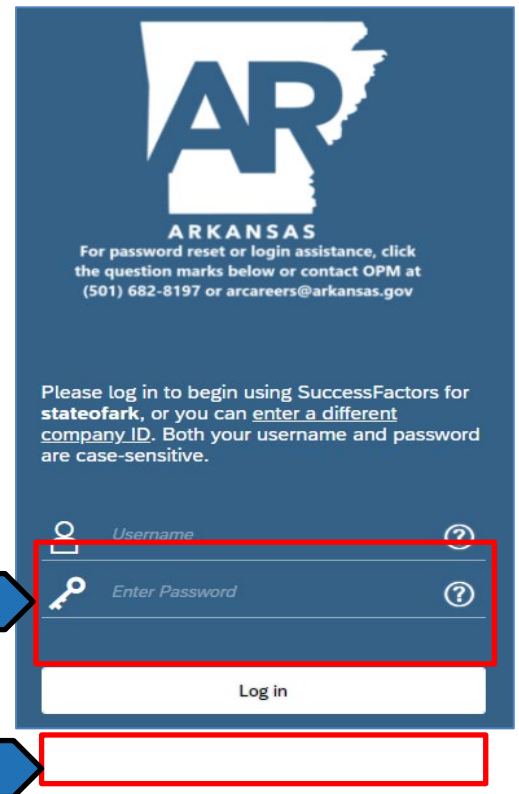 AR
ARKANSAS
For password reset or login assistance, click
the question marks below or contact OPM at
(501) 682-8197 or arcareers@arkansas.gov
Please log in to begin using SuccessFactors for
stateofark, or you can enter a different
company ID. Both your username and password
are case-sensitive.
Username ?
Enter Password ?
Log in